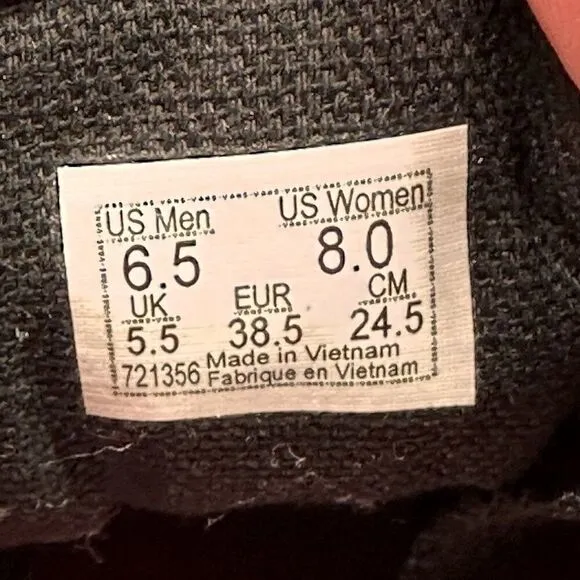 US Men US Women
6.5 8.0
UK EUR CM
5.5 38.5 24.5
Made in Vietnam
721356 Fabrique en Vietnam